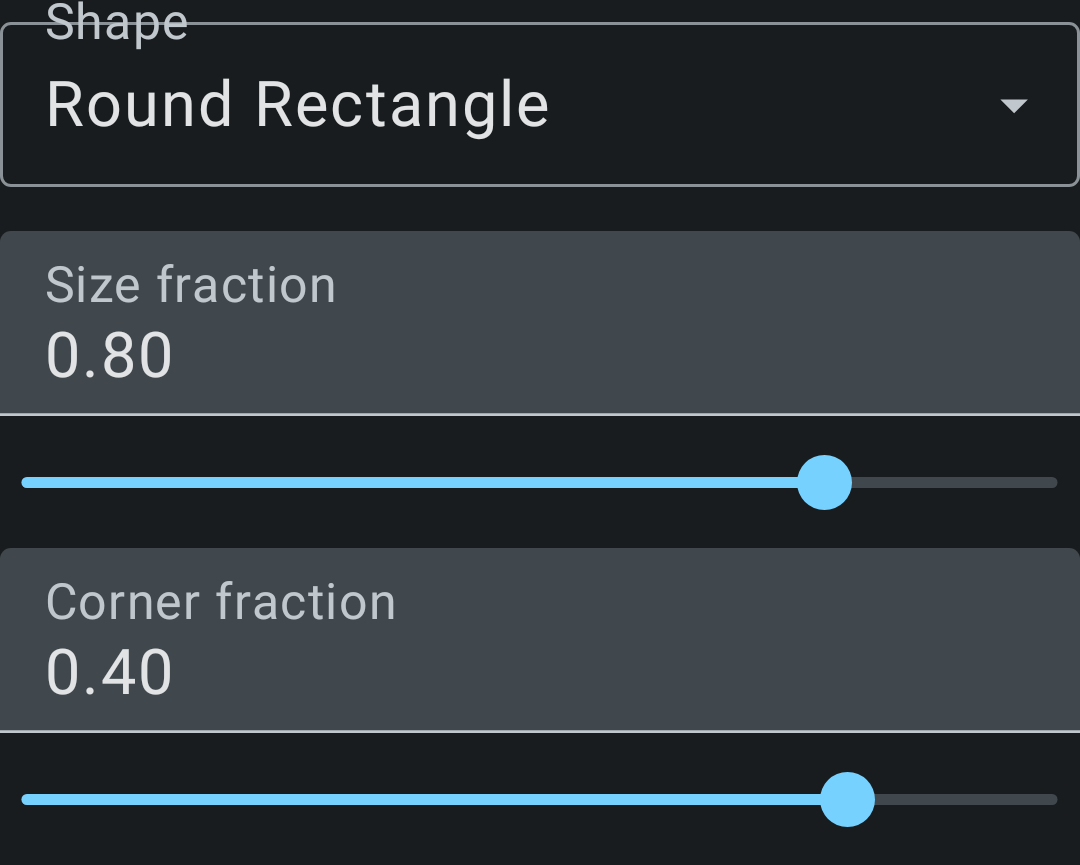 Shape
Round Rectangle
Size fraction
0.80
Corner fraction
0.40